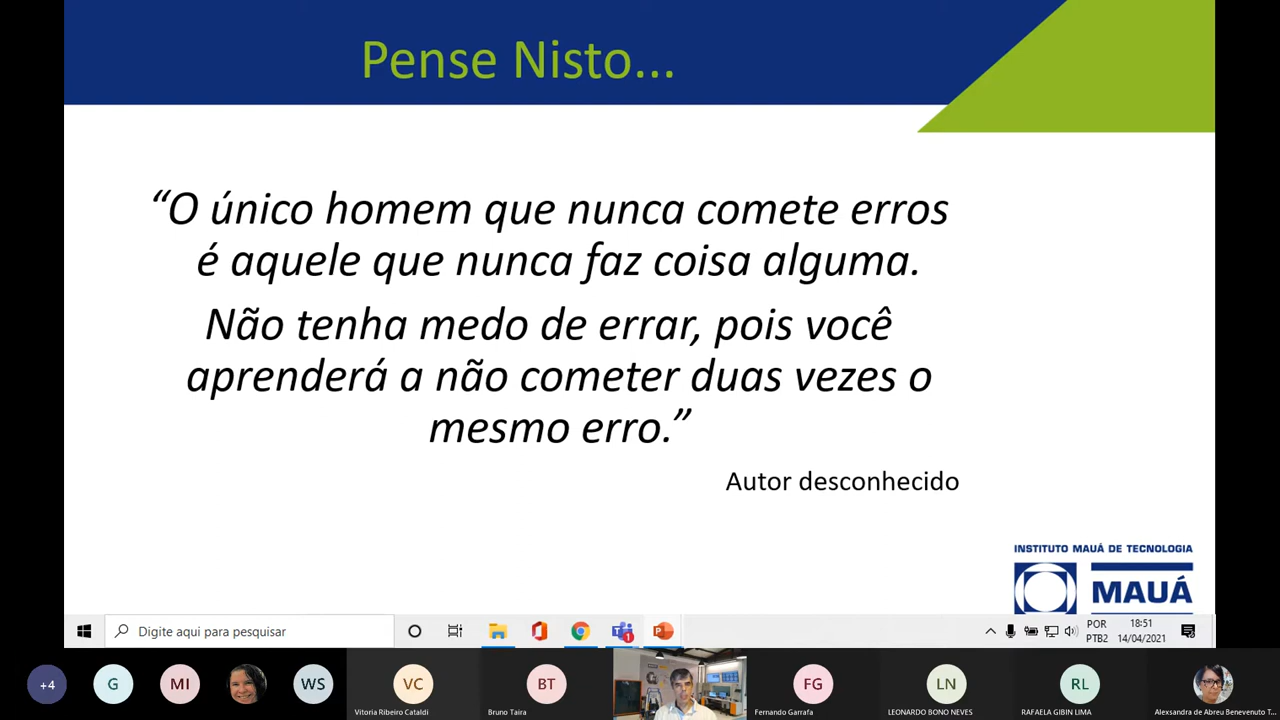 Pense Nisto...
“O único homem que nunca comete erros
é aquele que nunca faz coisa alguma.
Não tenha medo de errar, pois você
aprenderá a não cometer duas vezes o
mesmo erro.”
Autor desconhecido
INSTITUTO MAUÁ DE TECNOLOGIA
MAUÁ
Digite aqui para pesquisar
1
POR
PTB2
18:51
14/04/2021
+4
G
MI
WS
VC
Vitoria Ribeiro Cataldi
BT
Bruno Taira
FG
Fernando Garrafa
LN
LEONARDO BONO NEVES
RL
RAFAELA GIBIN LIMA
Alexsandra de Abreu Benevenuto T...